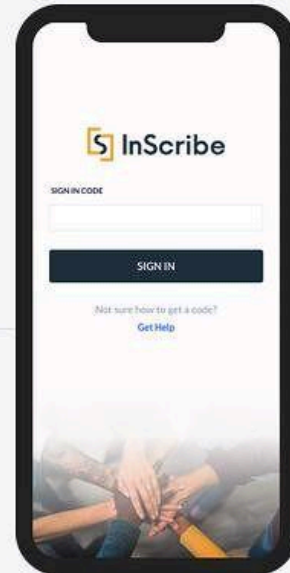 InScribe
SIGN IN CODE
SIGN IN
Not sure how to get a code?
Get Help